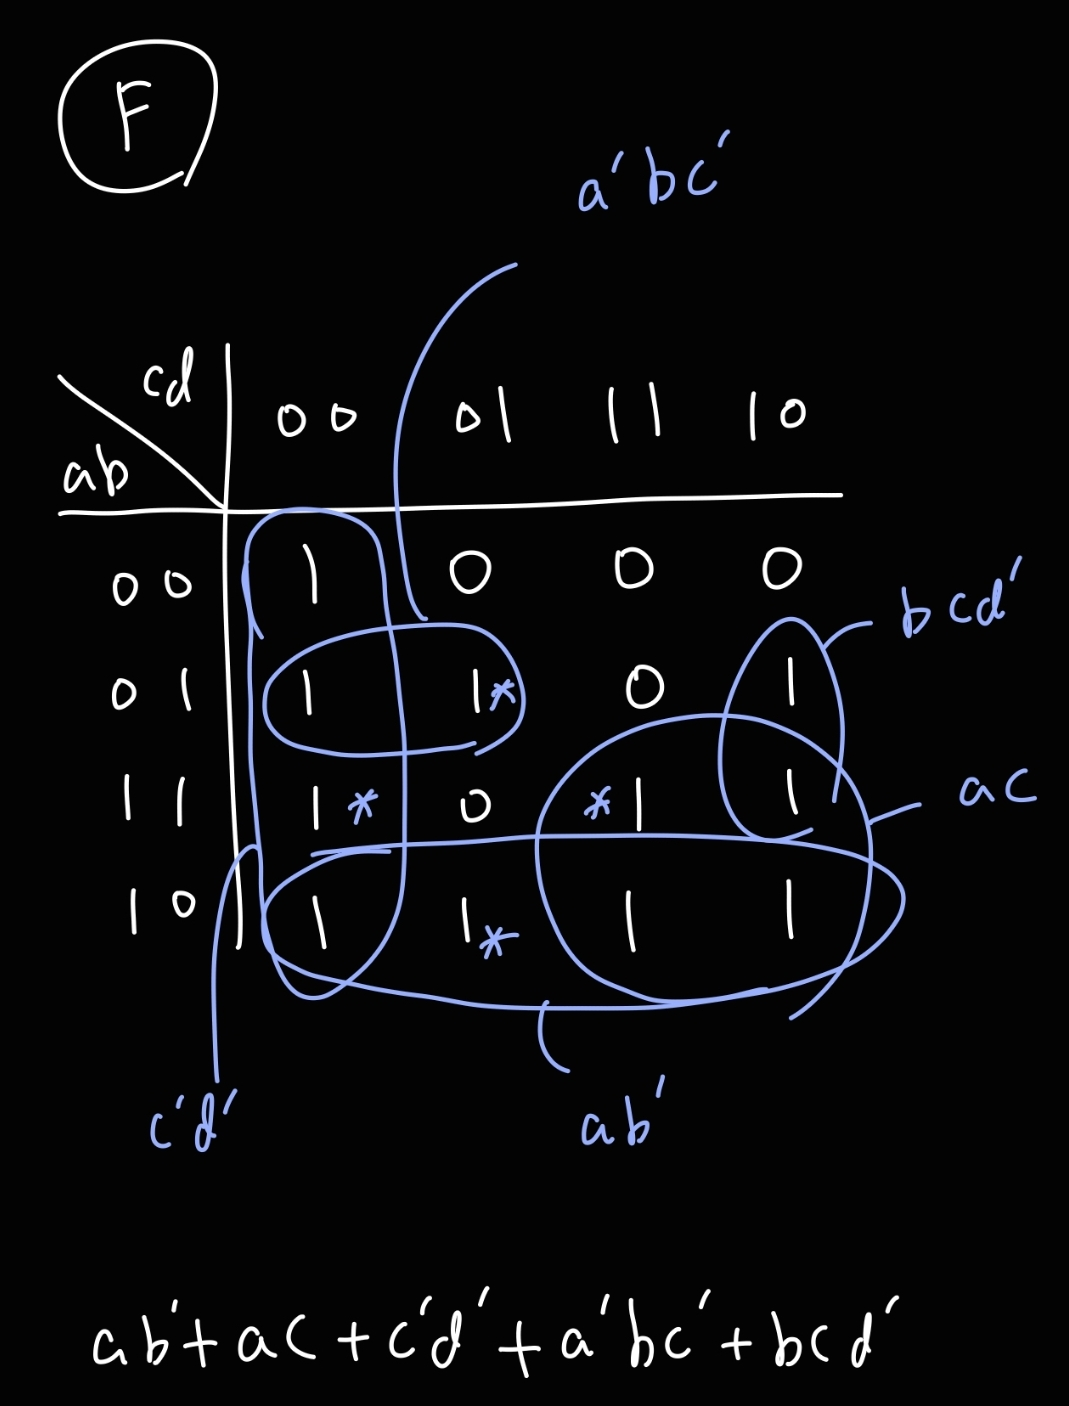 F
a'bc'
cd
ab
00 01 11 10
00 1 0 0 0
bcd'
01 1 1* 0 1
11 1* 0 *1 1
ac
10 1 1* 1 1
c'd'
ab'
ab'+ac+c'd'+a'bc'+bcd'